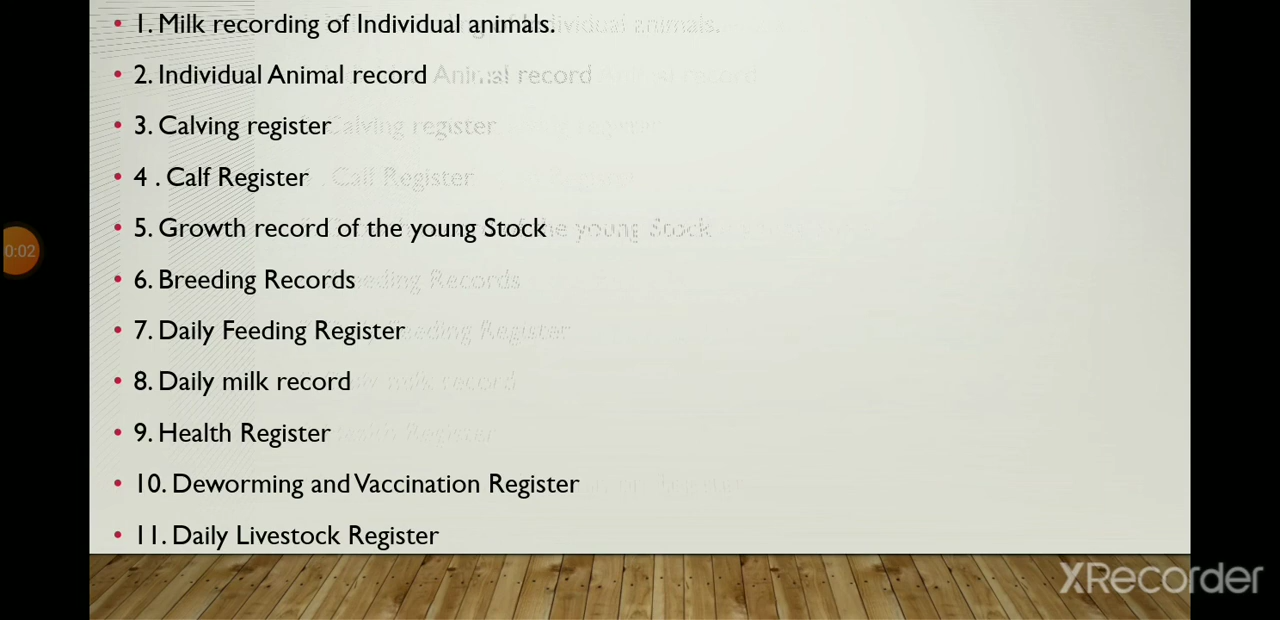 • 1. Milk recording of Individual animals.
• 2. Individual Animal record
• 3. Calving register
• 4 . Calf Register
• 5. Growth record of the young Stock
• 6. Breeding Records
• 7. Daily Feeding Register
• 8. Daily milk record
• 9. Health Register
• 10. Deworming and Vaccination Register
• 11. Daily Livestock Register
0:02
XRecorder